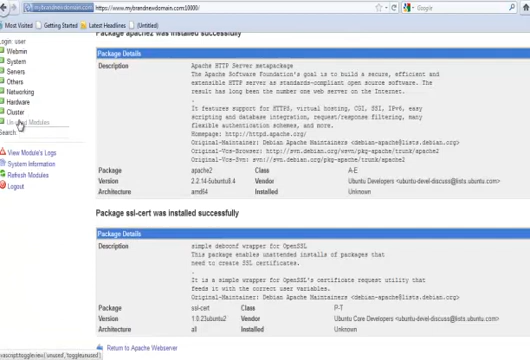 mybrandnewdomain.com https://www.mybrandnewdomain.com:10000/
Google
Most Visited Getting Started Latest Headlines (Untitled)
Login: user
Webmin
System
Servers
Others
Networking
Hardware
Cluster
Un-used Modules
Search:
View Module's Logs
System Information
Refresh Modules
Logout
Package apache2 was installed successfully
Package Details
Description Apache HTTP Server metapackage
The Apache Software Foundation's goal is to build a secure, efficient and
extensible HTTP server as standards-compliant open source software. The
result has long been the number one web server on the Internet.
.
It features support for HTTPS, virtual hosting, CGI, SSI, IPv6, easy
scripting and database integration, request/response filtering, many
flexible authentication schemes, and more.
Homepage: http://httpd.apache.org/
Original-Maintainer: Debian Apache Maintainers <debian-apache@lists.debian.org>
Original-Vcs-Browser: http://svn.debian.org/wsvn/pkg-apache/trunk/apache2
Original-Vcs-Svn: svn://svn.debian.org/pkg-apache/trunk/apache2
Package apache2 Class A-E
Version 2.2.14-5ubuntu8.4 Vendor Ubuntu Developers <ubuntu-devel-discuss@lists.ubuntu.com>
Architecture amd64 Installed Unknown
Package ssl-cert was installed successfully
Package Details
Description simple debconf wrapper for OpenSSL
This package enables unattended installs of packages that
need to create SSL certificates.
.
It is a simple wrapper for OpenSSL's certificate request utility that
feeds it with the correct user variables.
Original-Maintainer: Debian Apache Maintainers <debian-apache@lists.debian.org>
Package ssl-cert Class P-T
Version 1.0.23ubuntu2 Vendor Ubuntu Core Developers <ubuntu-devel-discuss@lists.ubuntu.com>
Architecture all Installed Unknown
Return to Apache Webserver
javascript:toggleview('unused','toggleunused')